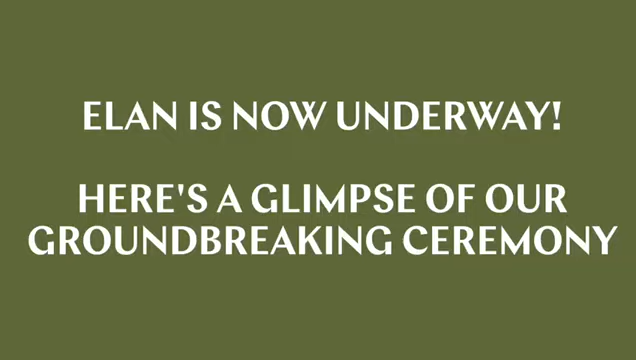 ELAN IS NOW UNDERWAY!
HERE'S A GLIMPSE OF OUR
GROUNDBREAKING CEREMONY